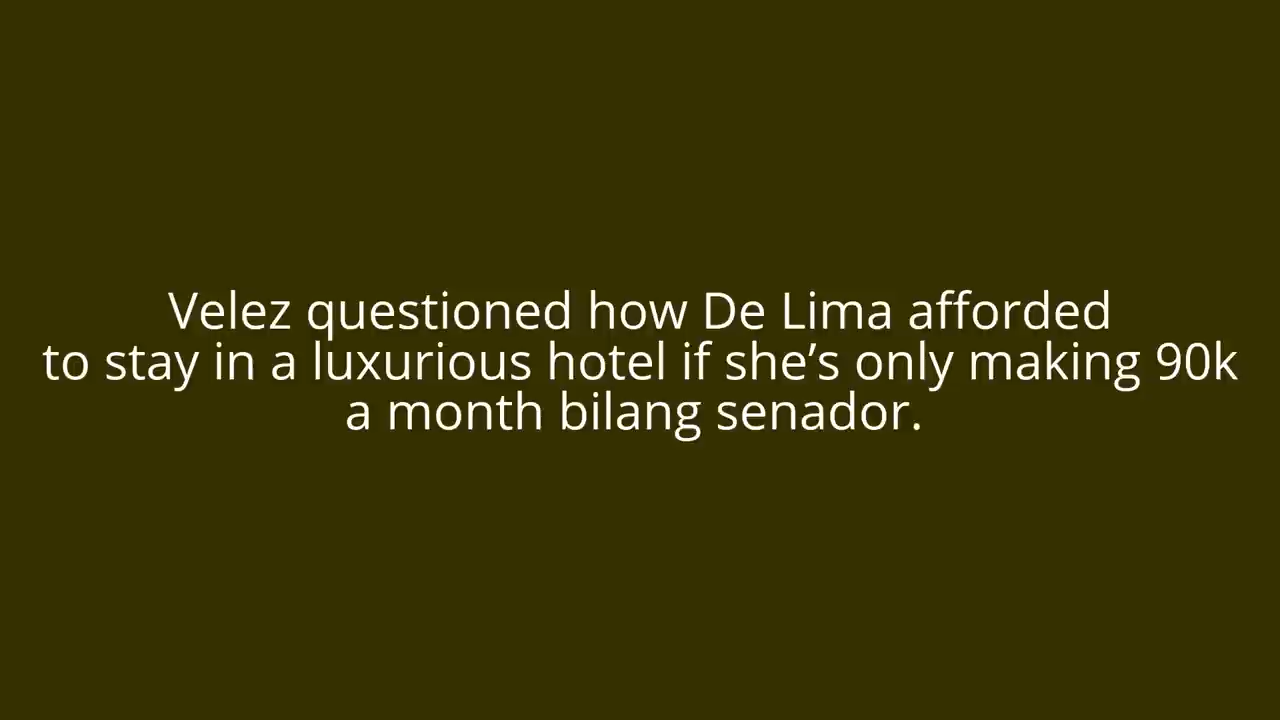 Velez questioned how De Lima afforded
to stay in a luxurious hotel if she’s only making 90k
a month bilang senador.